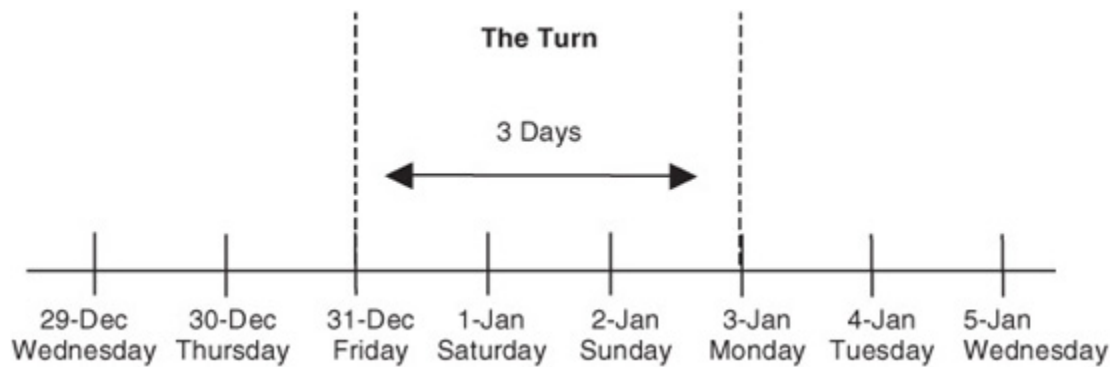 The Turn
3 Days
29-Dec 30-Dec 31-Dec 1-Jan 2-Jan 3-Jan 4-Jan 5-Jan
Wednesday Thursday Friday Saturday Sunday Monday Tuesday Wednesday